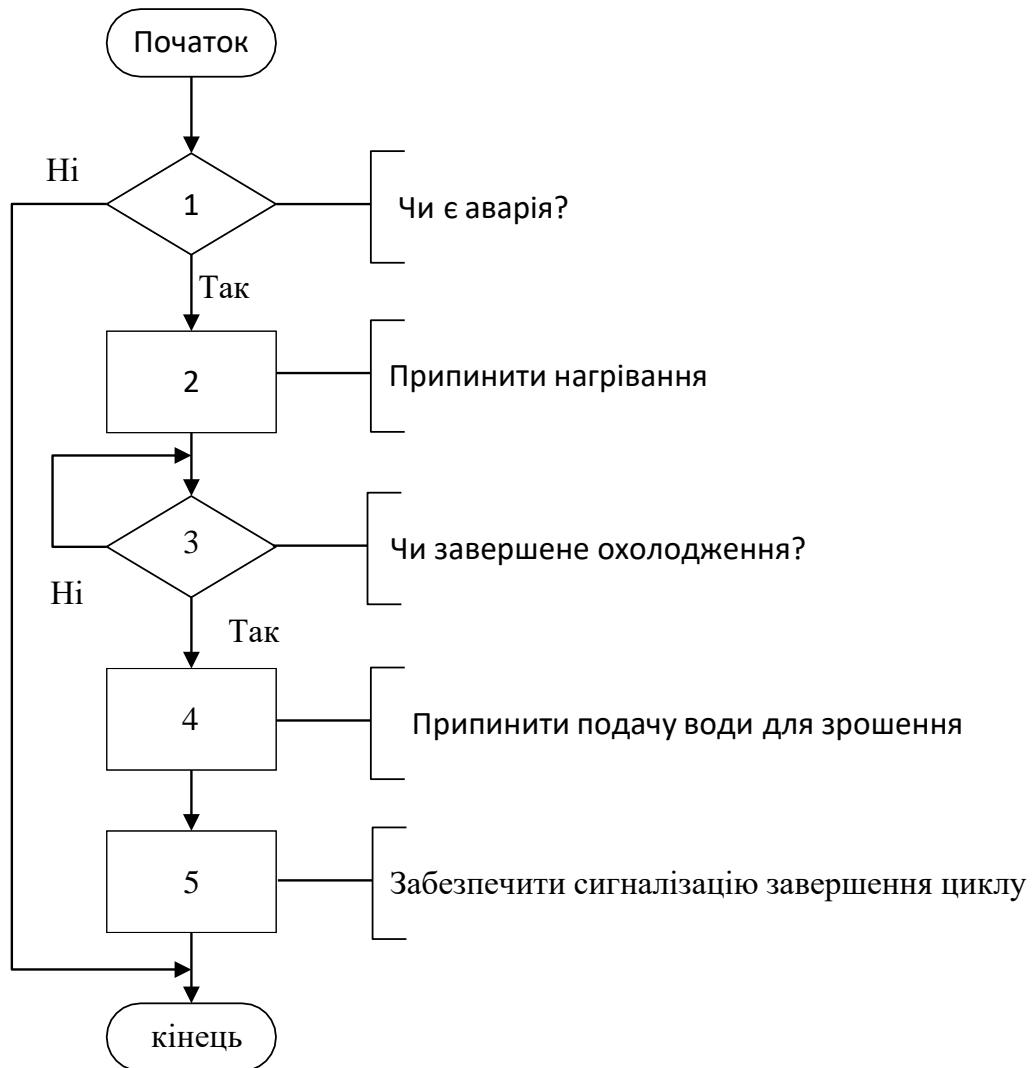 Початок
Ні
1
Чи є аварія?
Так
2
Припинити нагрівання
3
Чи завершене охолодження?
Ні
Так
4
Припинити подачу води для зрошення
5
Забезпечити сигналізацію завершення циклу
кінець